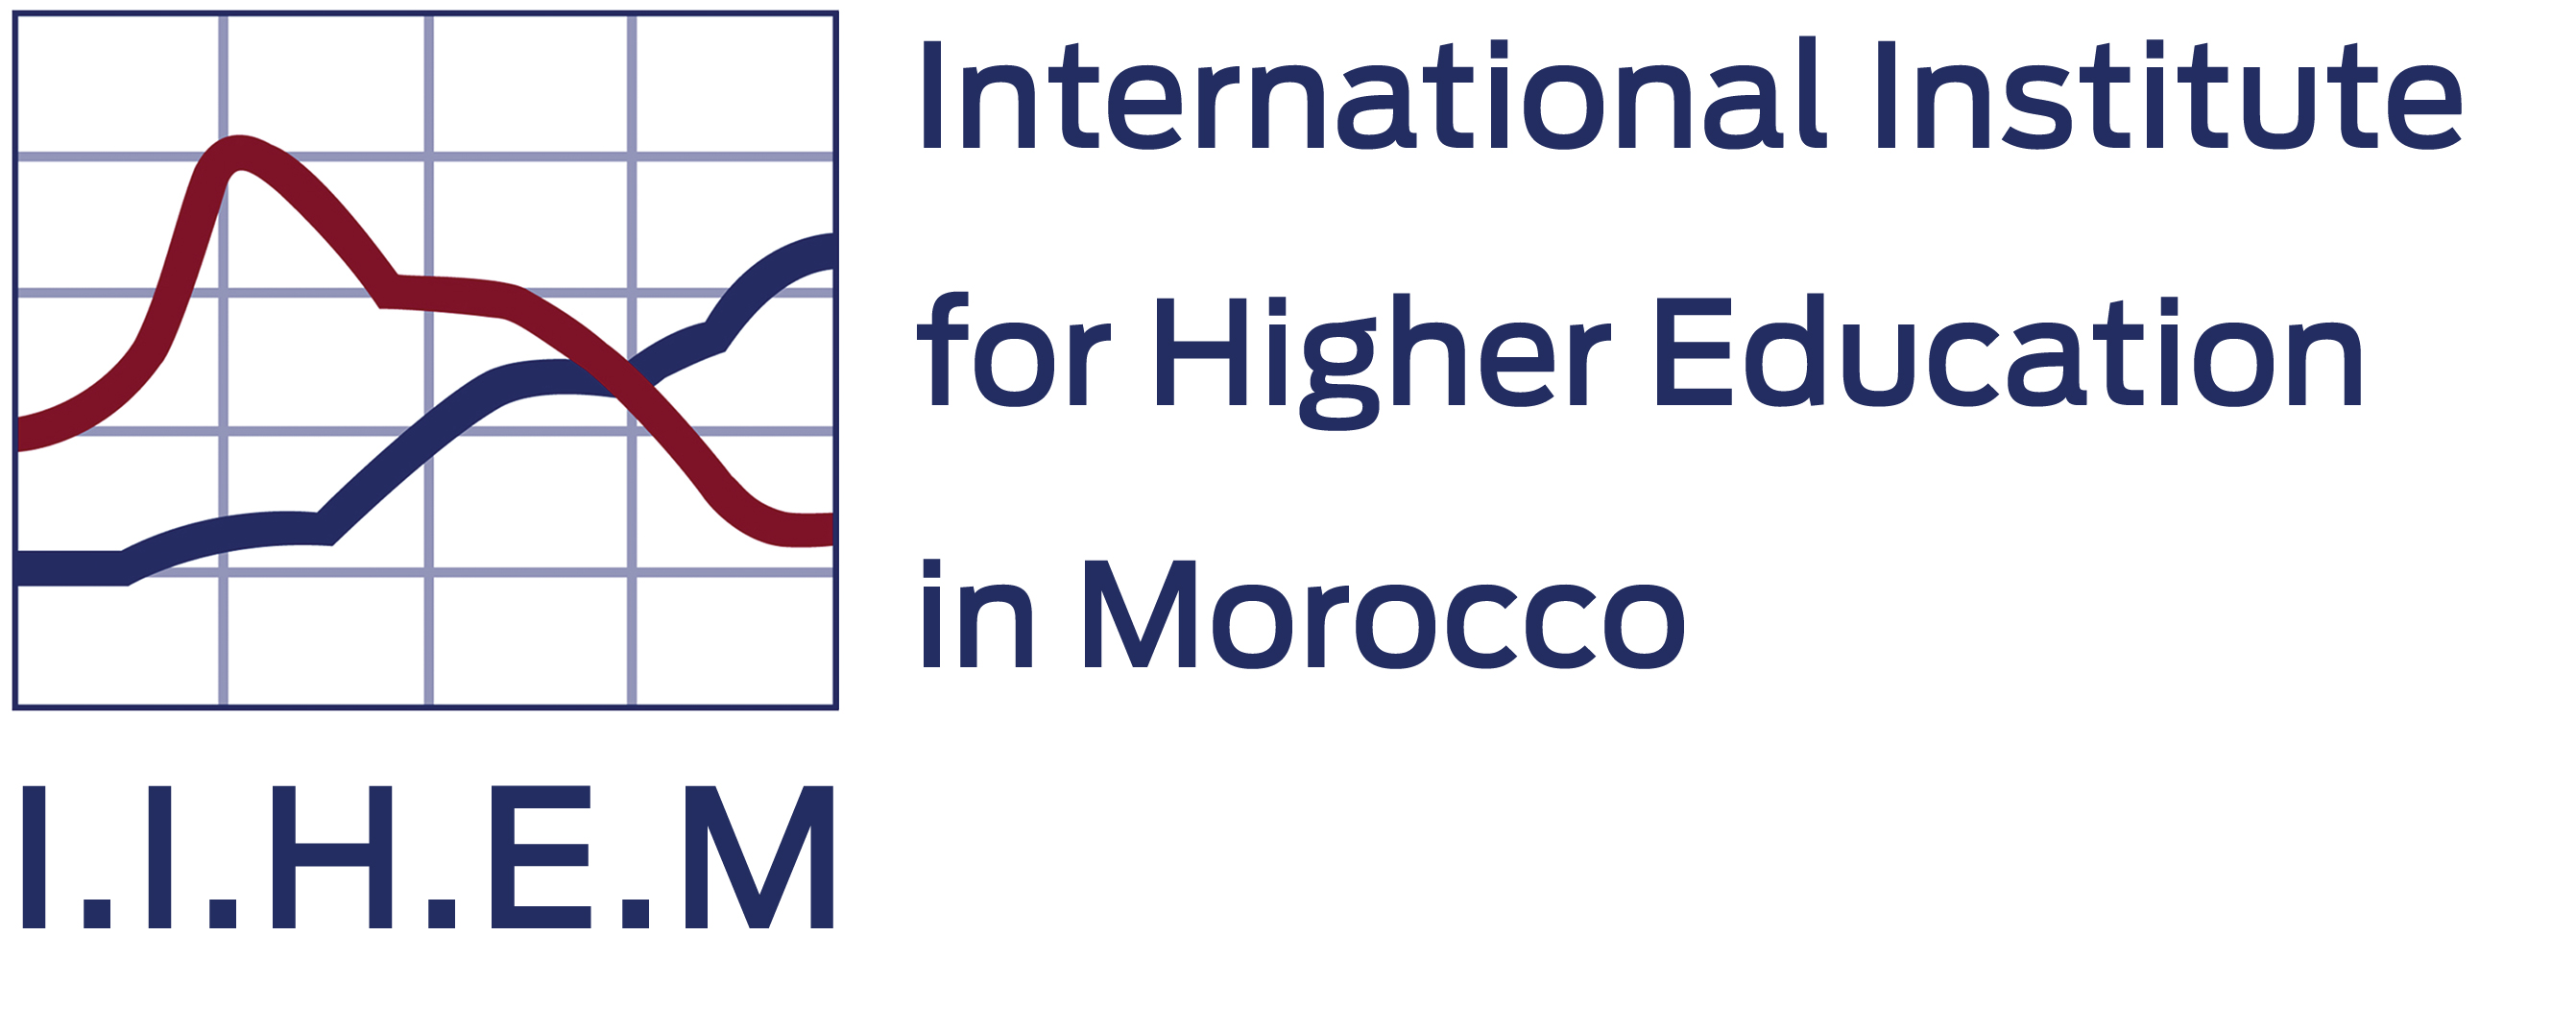 International Institute
for Higher Education
in Morocco
I.I.H.E.M